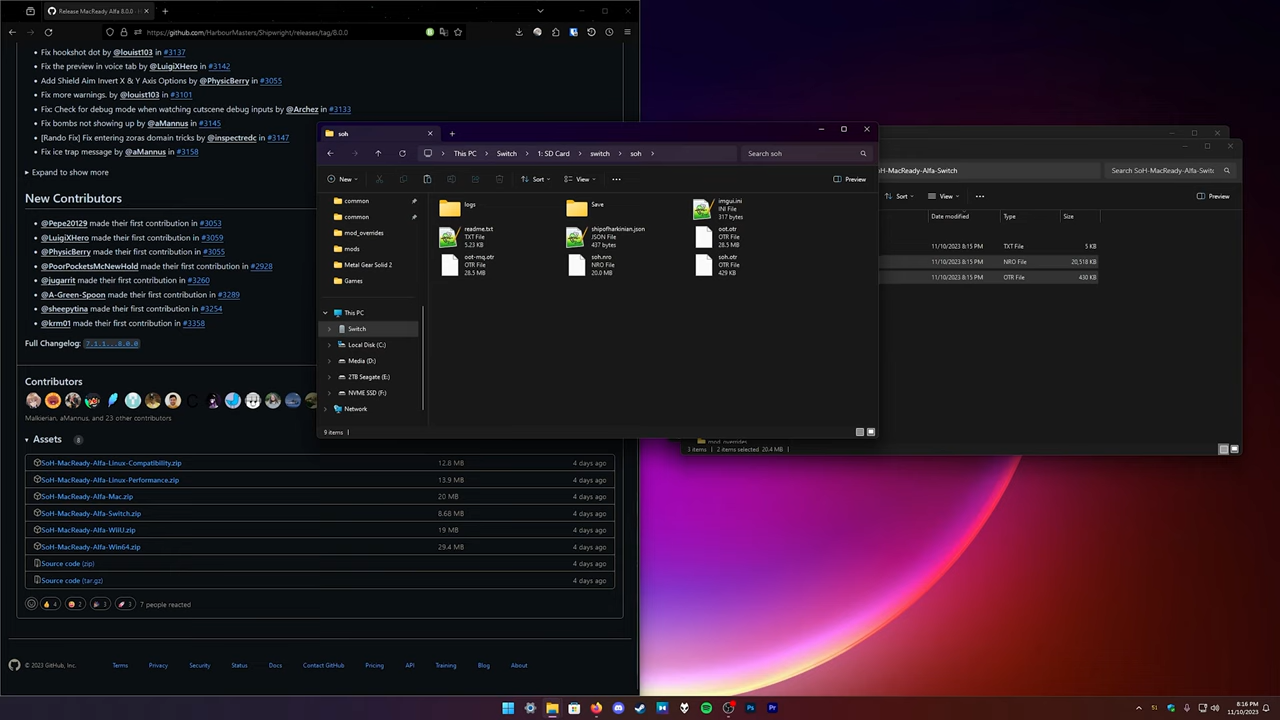 Release MacReady Alfa 8.0.0
https://github.com/HarbourMasters/Shipwright/releases/tag/8.0.0
Fix hookshot dot by @louist103 in #3137
Fix the preview in voice tab by @LuigiXHero in #3142
Add Shield Aim Invert X & Y Axis Options by @PhysicBerry in #3055
Fix more warnings. by @louist103 in #3101
Fix: Check for debug mode when watching cutscene debug inputs by @Archez in #3133
Fix bombs not showing up by @aMannus in #3145
[Rando Fix] Fix entering zoras domain tricks by @inspectredc in #3147
Fix ice trap message by @aMannus in #3158
Expand to show more
New Contributors
@Pepe20129 made their first contribution in #3053
@LuigiXHero made their first contribution in #3059
@PhysicBerry made their first contribution in #3055
@PoorPocketsMcNewHold made their first contribution in #2928
@jugarrit made their first contribution in #3260
@A-Green-Spoon made their first contribution in #3289
@sheepytina made their first contribution in #3254
@krm01 made their first contribution in #3358
Full Changelog: 7.1.1...8.0.0
Contributors
Malkierian, aMannus, and 23 other contributors
Assets 8
SoH-MacReady-Alfa-Linux-Compatibility.zip 12.8 MB 4 days ago
SoH-MacReady-Alfa-Linux-Performance.zip 13.9 MB 4 days ago
SoH-MacReady-Alfa-Mac.zip 20 MB 4 days ago
SoH-MacReady-Alfa-Switch.zip 8.68 MB 4 days ago
SoH-MacReady-Alfa-WiiU.zip 19 MB 4 days ago
SoH-MacReady-Alfa-Win64.zip 29.4 MB 4 days ago
Source code (zip) 4 days ago
Source code (tar.gz) 4 days ago
4 2 3 3 7 people reacted
© 2023 GitHub, Inc. Terms Privacy Security Status Docs Contact GitHub Pricing API Training Blog About
soh
This PC Switch 1: SD Card switch soh
Search soh
New Sort View Preview
common
common
mod_overrides
mods
Metal Gear Solid 2
Games
This PC
Switch
Local Disk (C:)
Media (D:)
2TB Seagate (E:)
NVME SSD (F:)
Network
logs
Save
imgui.ini
INI File
317 bytes
readme.txt
TXT File
5.23 KB
shipofharkinian.json
JSON File
437 bytes
oot.otr
OTR File
28.5 MB
oot-mq.otr
OTR File
28.5 MB
soh.nro
NRO File
20.0 MB
soh.otr
OTR File
429 KB
9 items
H-MacReady-Alfa-Switch
Search SoH-MacReady-Alfa-Swit
Sort View Preview
Date modified Type Size
11/10/2023 8:15 PM TXT File 5 KB
11/10/2023 8:15 PM NRO File 20,518 KB
11/10/2023 8:15 PM OTR File 430 KB
mod_overrides
3 items 2 items selected 20.4 MB
51
8:16 PM
11/10/2023